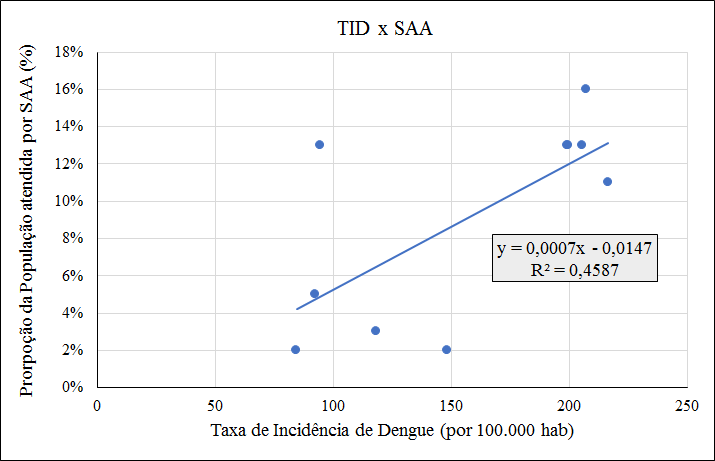 TID x SAA
Prorpoção da População atendida por SAA (%)
18%
16%
14%
12%
10%
8%
6%
4%
2%
0%
y = 0,0007x - 0,0147
R² = 0,4587
0 50 100 150 200 250
Taxa de Incidência de Dengue (por 100.000 hab)